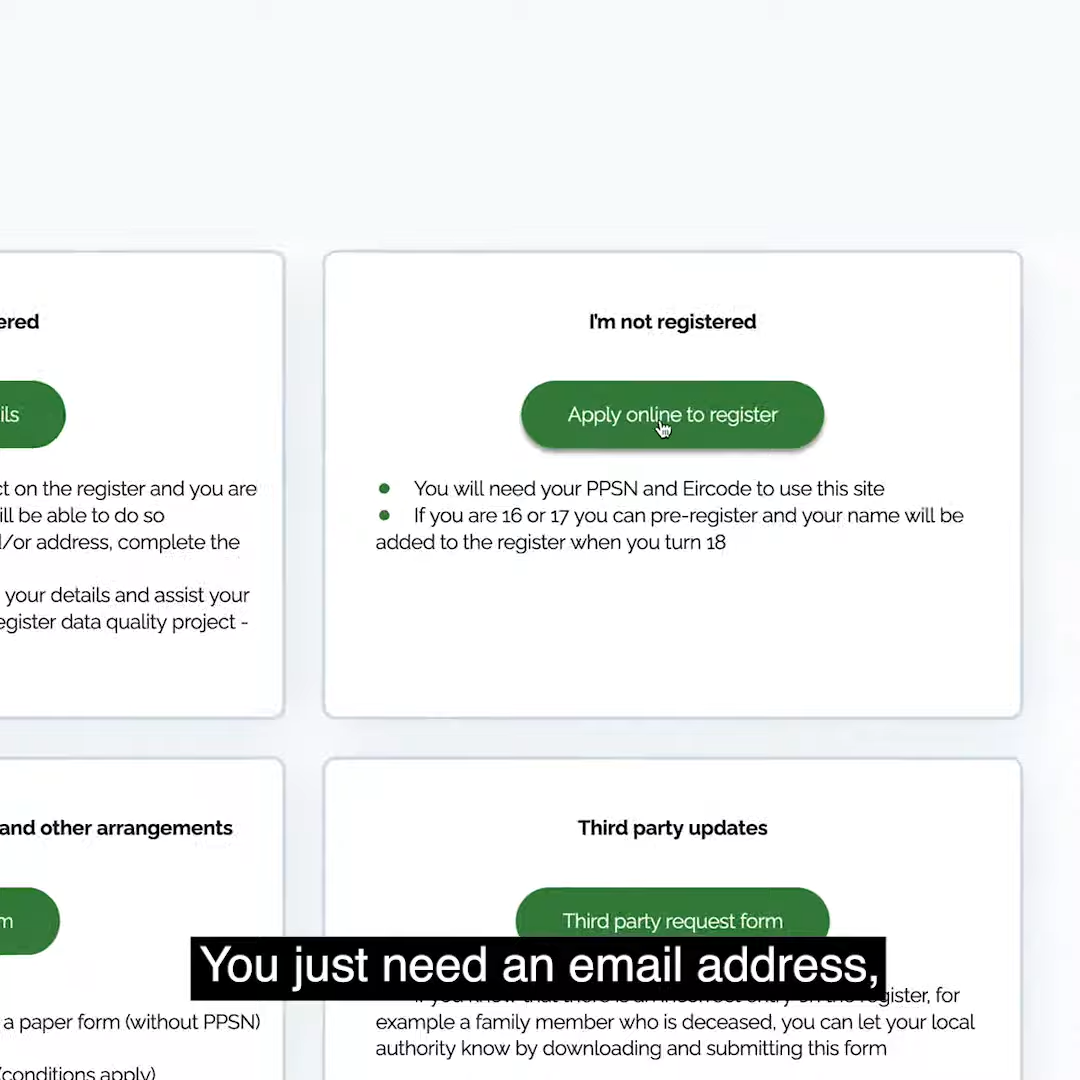 ered
I'm not registered
ils
Apply online to register
ct on the register and you are
ill be able to do so
/or address, complete the
your details and assist your
egister data quality project -
You will need your PPSN and Eircode to use this site
If you are 16 or 17 you can pre-register and your name will be
added to the register when you turn 18
and other arrangements
Third party updates
m
Third party request form
You just need an email address,
a paper form (without PPSN)
(conditions apply)
register, for
example a family member who is deceased, you can let your local
authority know by downloading and submitting this form